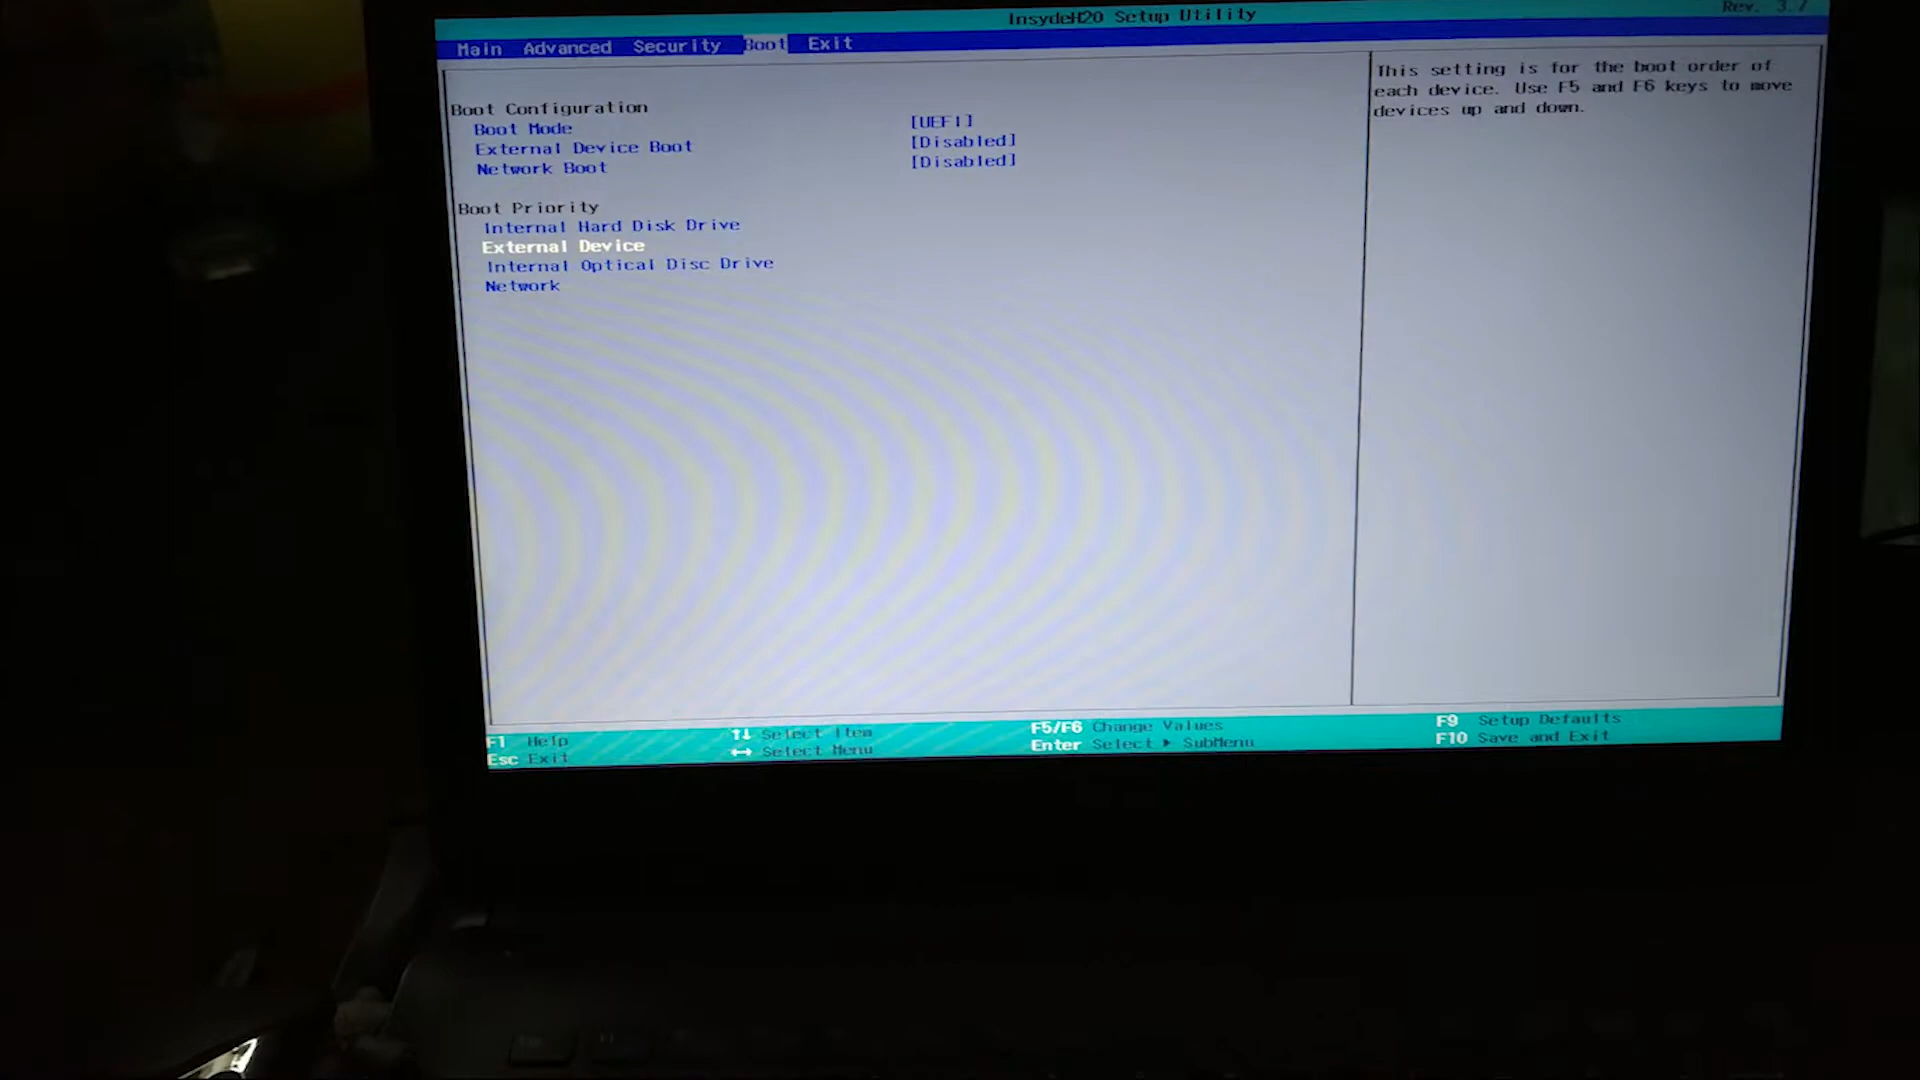 InsydeH20 Setup Utility Rev. 3.7
Main Advanced Security Boot Exit
Boot Configuration
Boot Mode [UEFI]
External Device Boot [Disabled]
Network Boot [Disabled]
Boot Priority
Internal Hard Disk Drive
External Device
Internal Optical Disc Drive
Network
This setting is for the boot order of
each device. Use F5 and F6 keys to move
devices up and down.
F1 Help ↑↓ Select Item F5/F6 Change Values F9 Setup Defaults
Esc Exit ↔ Select Menu Enter Select ▶ SubMenu F10 Save and Exit